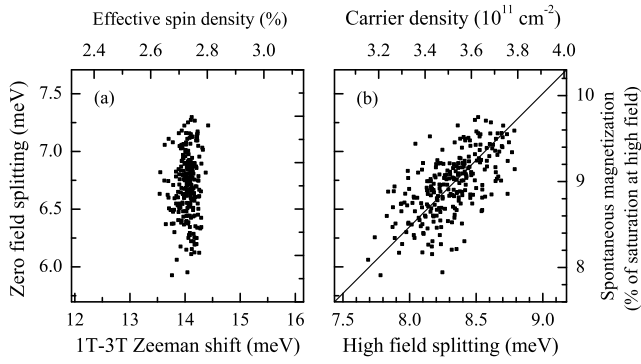 Effective spin density (%)
2.4 2.6 2.8 3.0
Carrier density (10¹¹ cm⁻²)
3.2 3.4 3.6 3.8 4.0
Zero field splitting (meV)
7.5
7.0
6.5
6.0
(a)
(b)
10
9
8
Spontaneous magnetization
(% of saturation at high field)
12 13 14 15 16
1T-3T Zeeman shift (meV)
7.5 8.0 8.5 9.0
High field splitting (meV)